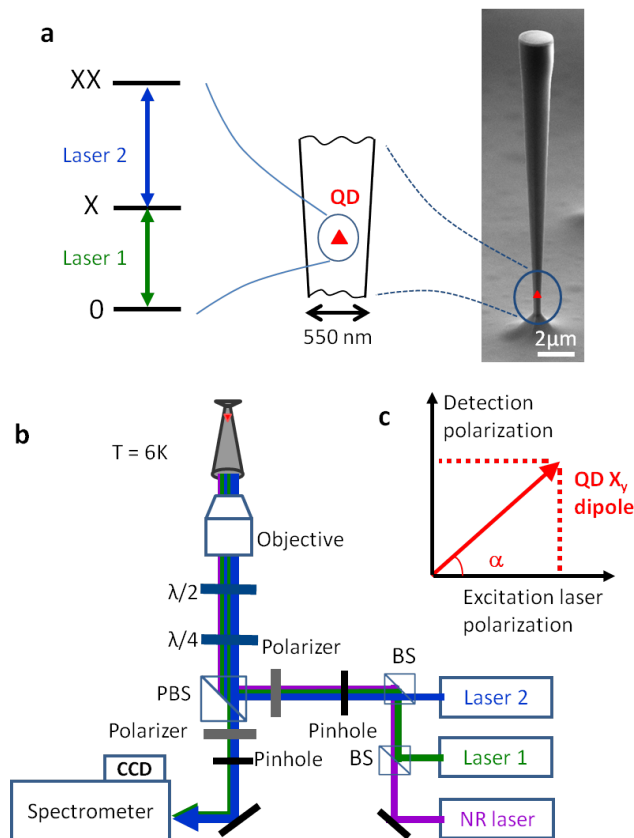 a
XX
Laser 2
X
Laser 1
0
QD
550 nm
2μm
b
T = 6K
Objective
λ/2
λ/4
Polarizer
PBS
BS
Laser 2
Polarizer
Pinhole
Pinhole
BS
Laser 1
CCD
Spectrometer
NR laser
c
Detection
polarization
QD Xy
dipole
α
Excitation laser
polarization